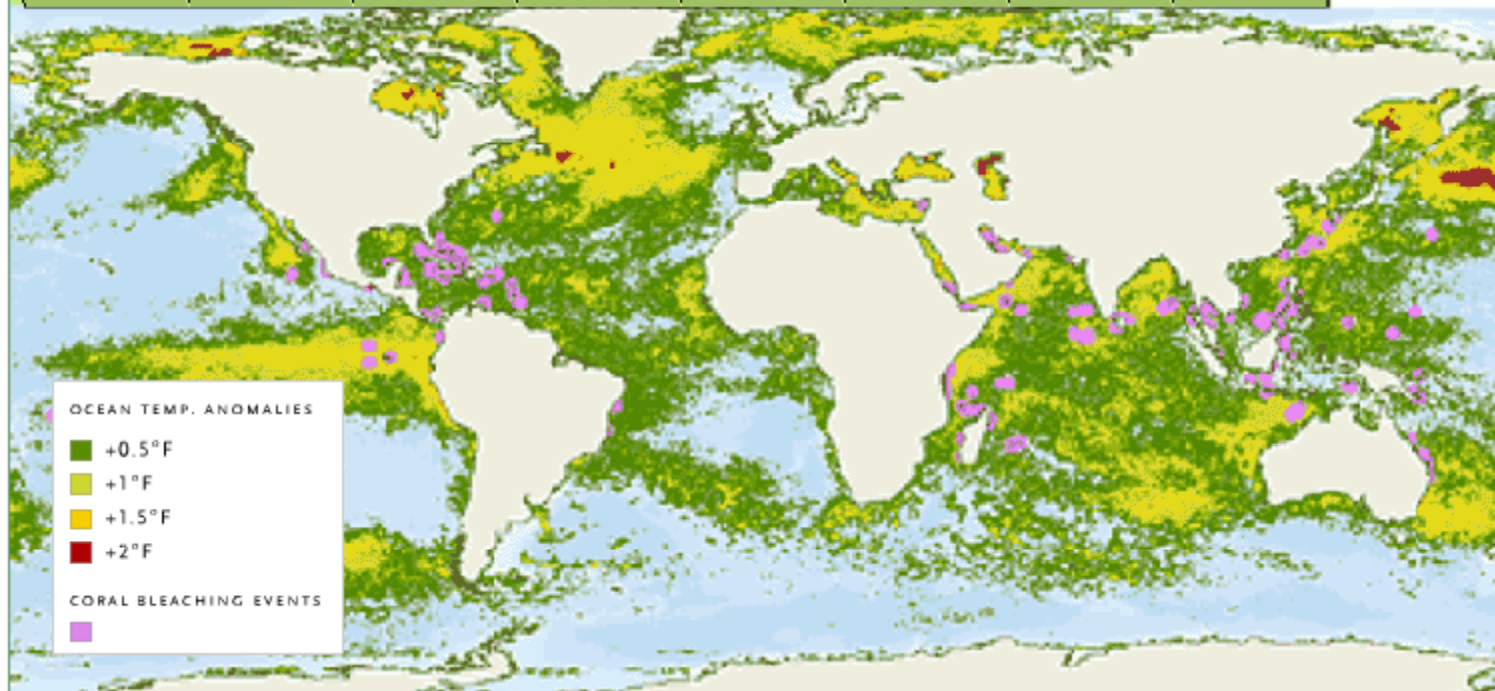 OCEAN TEMP. ANOMALIES
+0.5°F
+1°F
+1.5°F
+2°F
CORAL BLEACHING EVENTS